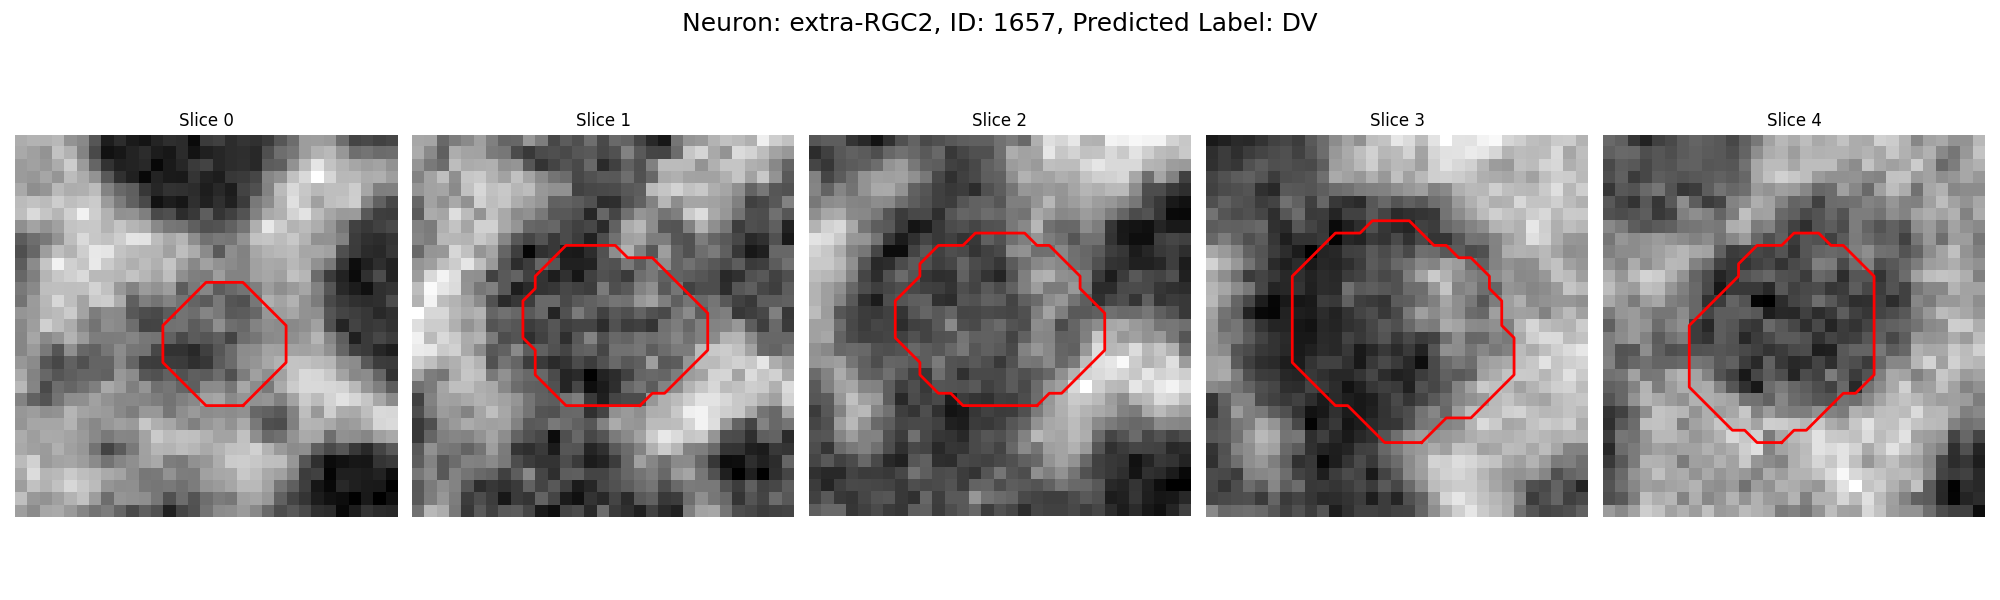 Neuron: extra-RGC2, ID: 1657, Predicted Label: DV
Slice 0
Slice 1
Slice 2
Slice 3
Slice 4